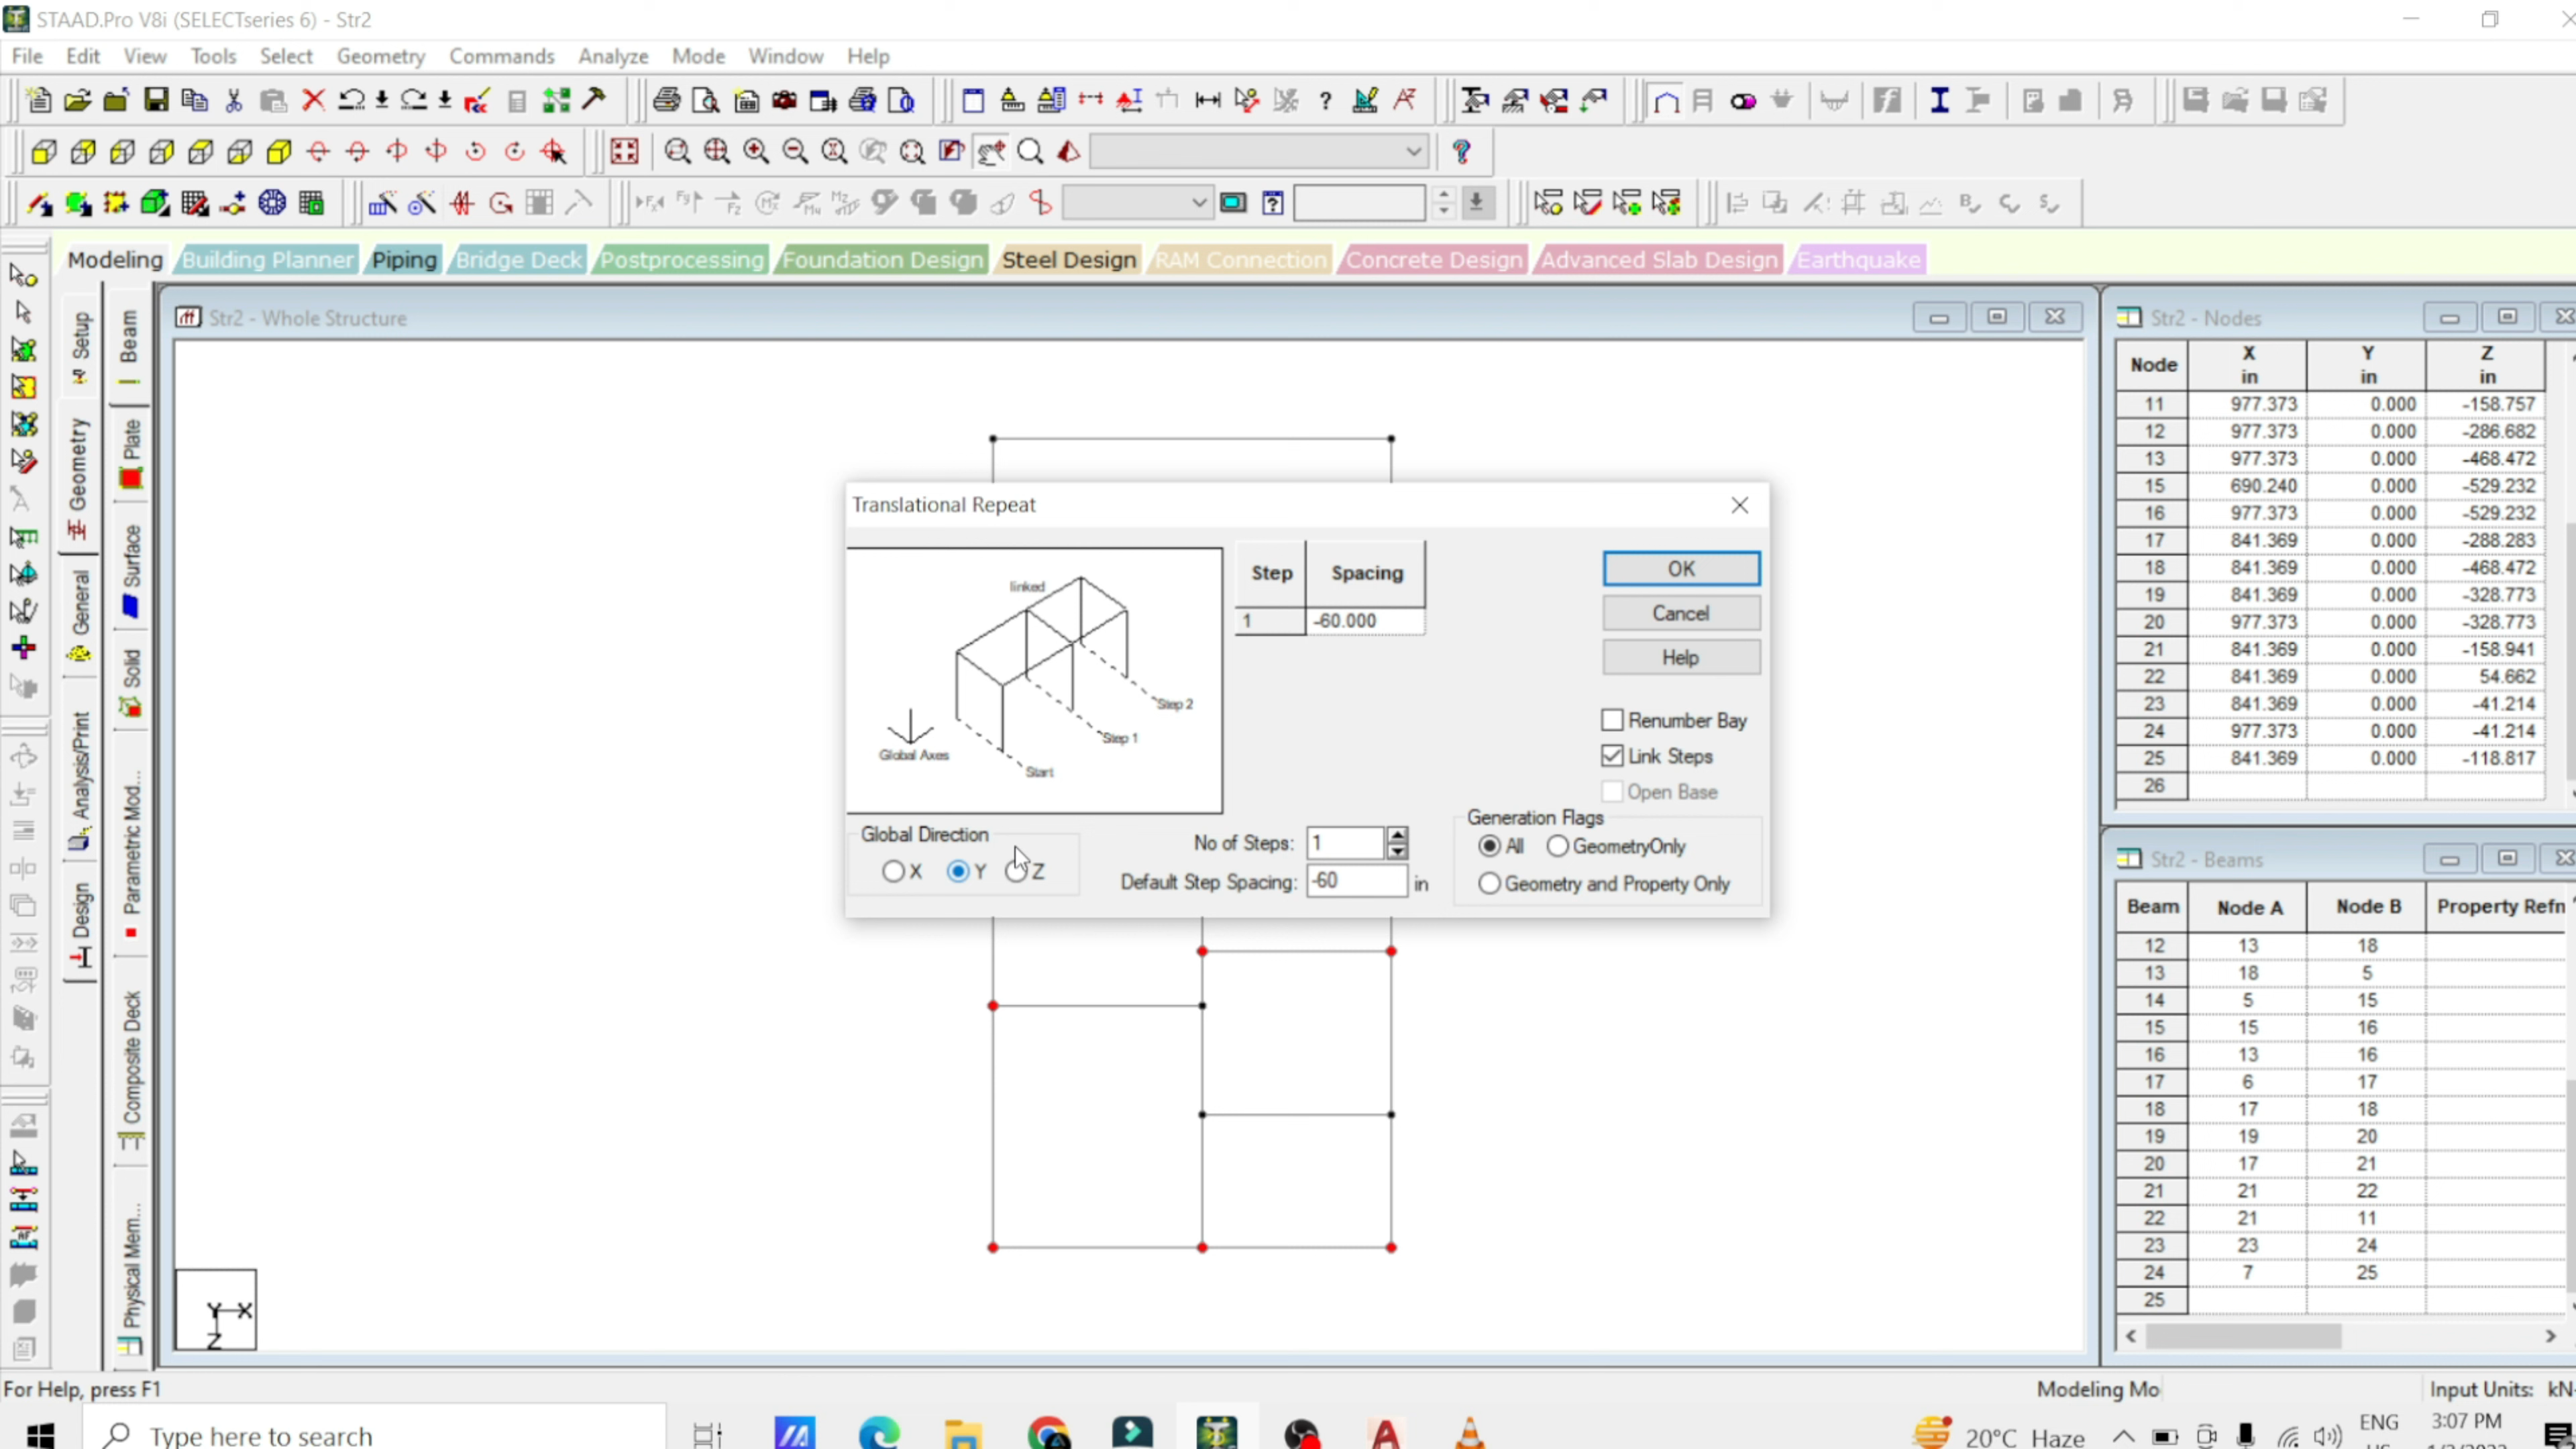 STAAD.Pro V8i (SELECTseries 6) - Str2
File Edit View Tools Select Geometry Commands Analyze Mode Window Help
Modeling Building Planner Piping Bridge Deck Postprocessing Foundation Design Steel Design RAM Connection Concrete Design Advanced Slab Design Earthquake
Setup
Geometry
General
Analysis/Print
Design
Beam
Plate
Surface
Solid
Parametric Mod...
Composite Deck
Physical Mem...
Str2 - Whole Structure
Translational Repeat
linked
Step 2
Step 1
Start
Global Axes
Step Spacing
1 -60.000
OK
Cancel
Help
Renumber Bay
Link Steps
Open Base
Global Direction
X Y Z
No of Steps: 1
Default Step Spacing: -60 in
Generation Flags
All GeometryOnly
Geometry and Property Only
Y X
Z
Str2 - Nodes
Node X in Y in Z in
11 977.373 0.000 -158.757
12 977.373 0.000 -286.682
13 977.373 0.000 -468.472
15 690.240 0.000 -529.232
16 977.373 0.000 -529.232
17 841.369 0.000 -288.283
18 841.369 0.000 -468.472
19 841.369 0.000 -328.773
20 977.373 0.000 -328.773
21 841.369 0.000 -158.941
22 841.369 0.000 54.662
23 841.369 0.000 -41.214
24 977.373 0.000 -41.214
25 841.369 0.000 -118.817
26
Str2 - Beams
Beam Node A Node B Property Refn
12 13 18
13 18 5
14 5 15
15 15 16
16 13 16
17 6 17
18 17 18
19 19 20
20 17 21
21 21 22
22 21 11
23 23 24
24 7 25
25
For Help, press F1
Modeling Mo
Input Units: kN-
Type here to search
20°C Haze
ENG
3:07 PM